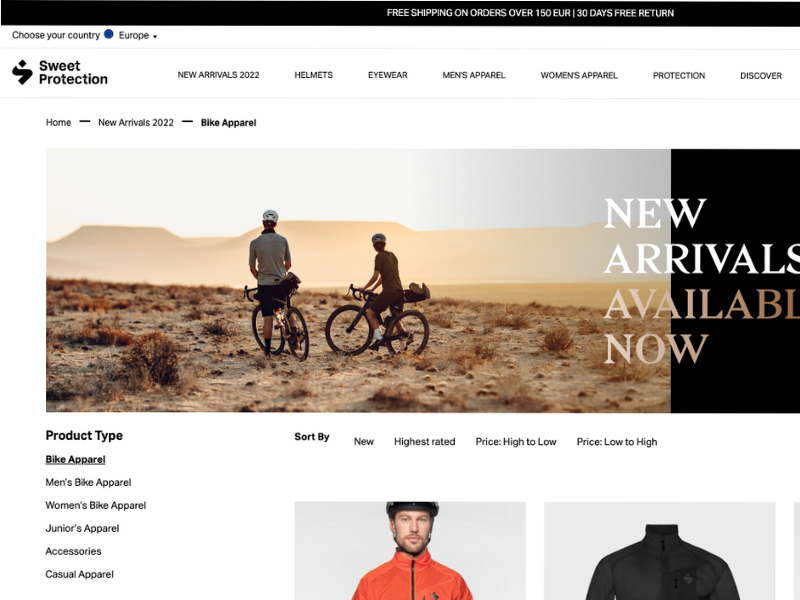 FREE SHIPPING ON ORDERS OVER 150 EUR | 30 DAYS FREE RETURN
Choose your country Europe
Sweet
Protection
NEW ARRIVALS 2022 HELMETS EYEWEAR MEN'S APPAREL WOMEN'S APPAREL PROTECTION DISCOVER
Home — New Arrivals 2022 — Bike Apparel
NEW
ARRIVALS
AVAILABL
NOW
Product Type
Bike Apparel
Men's Bike Apparel
Women's Bike Apparel
Junior's Apparel
Accessories
Casual Apparel
Sort By New Highest rated Price: High to Low Price: Low to High